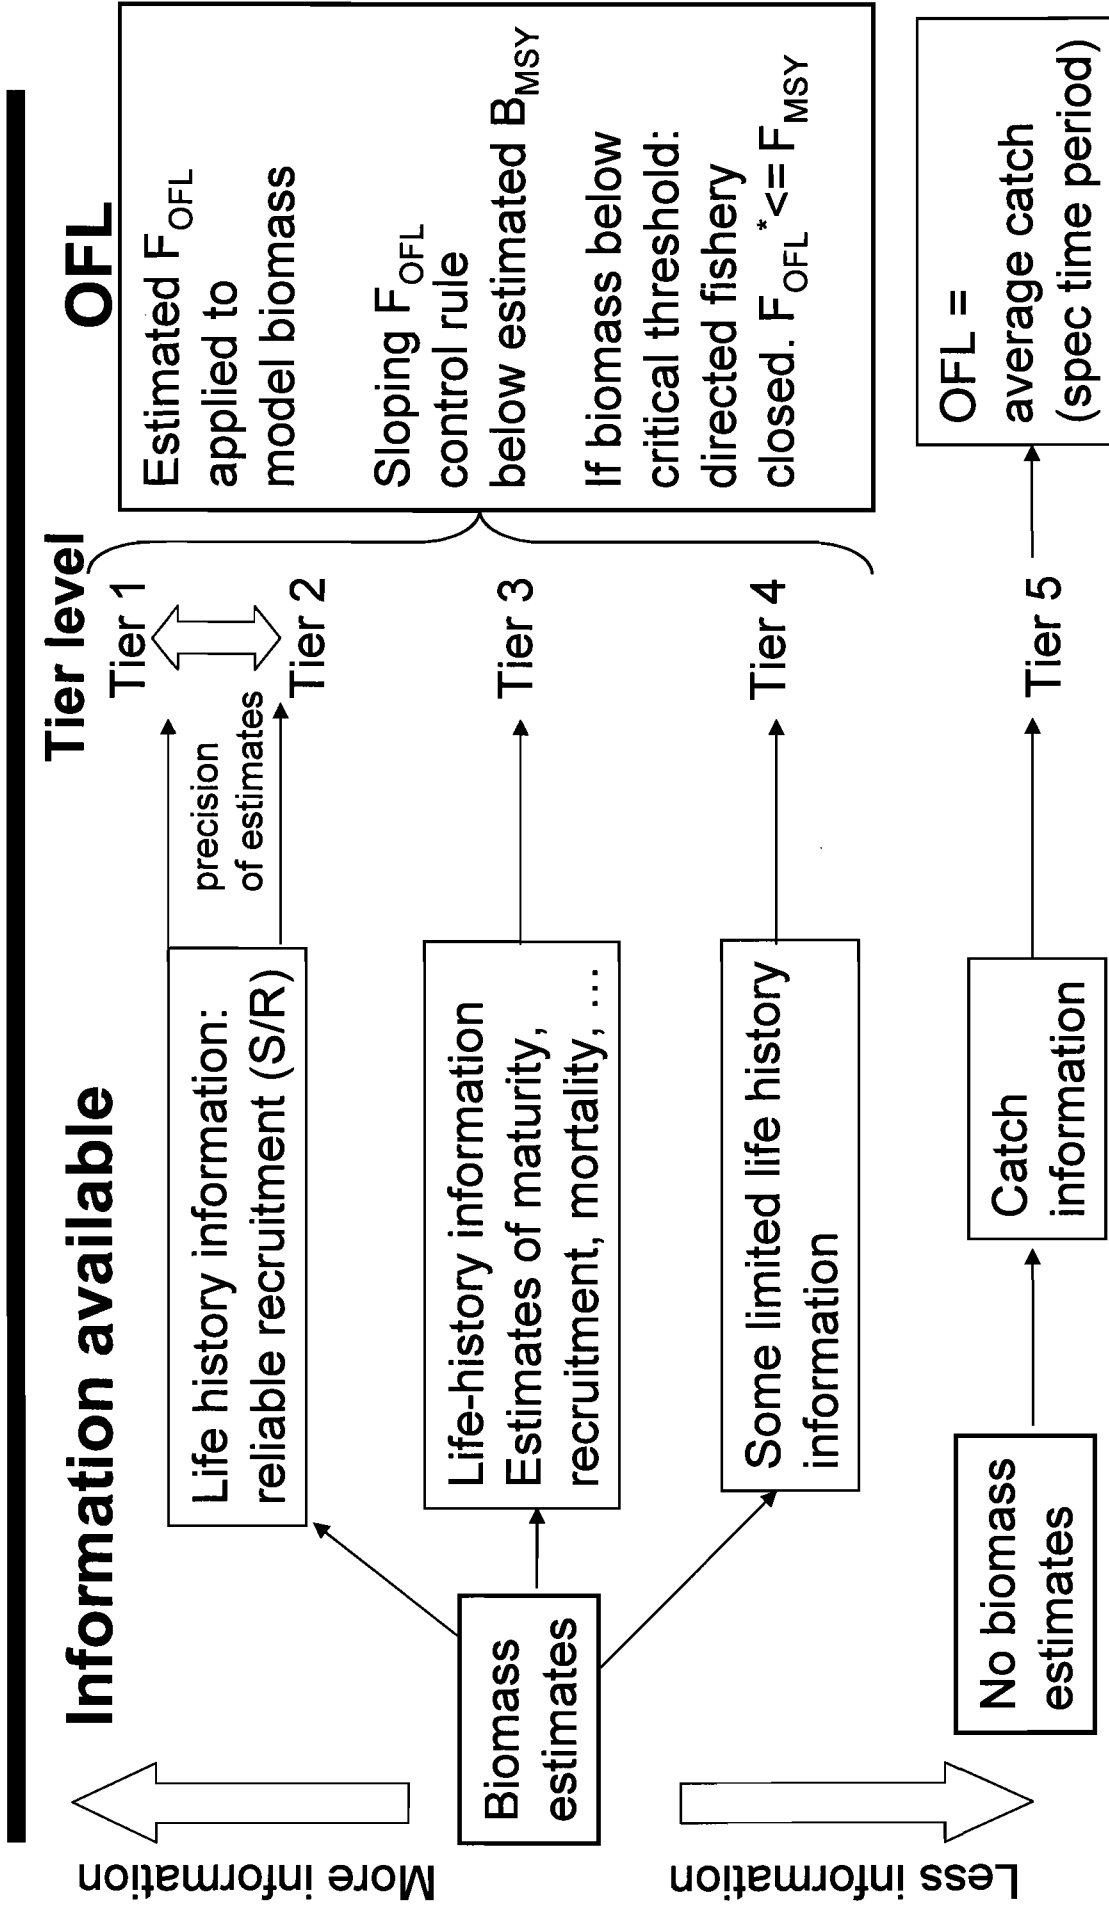 Information available
Tier level
OFL
More information
Less information
Biomass
estimates
No biomass
estimates
Life history information:
reliable recruitment (S/R)
Life-history information
Estimates of maturity,
recruitment, mortality, …
Some limited life history
information
Catch
information
precision
of estimates
Tier 1
Tier 2
Tier 3
Tier 4
Tier 5
Estimated F_OFL
applied to
model biomass
Sloping F_OFL
control rule
below estimated B_MSY
If biomass below
critical threshold:
directed fishery
closed. F_OFL* <= F_MSY
OFL =
average catch
(spec time period)